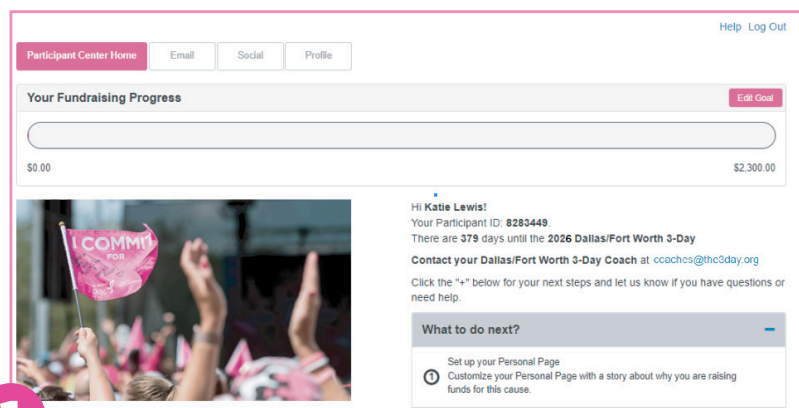 Help Log Out
Participant Center Home Email Social Profile
Your Fundraising Progress Edit Goal
$0.00 $2,300.00
I COMMIT
FOR
Hi Katie Lewis!
Your Participant ID: 8283449.
There are 379 days until the 2026 Dallas/Fort Worth 3-Day
Contact your Dallas/Fort Worth 3-Day Coach at coaches@the3day.org
Click the "+" below for your next steps and let us know if you have questions or
need help.
What to do next?
1 Set up your Personal Page
Customize your Personal Page with a story about why you are raising
funds for this cause.